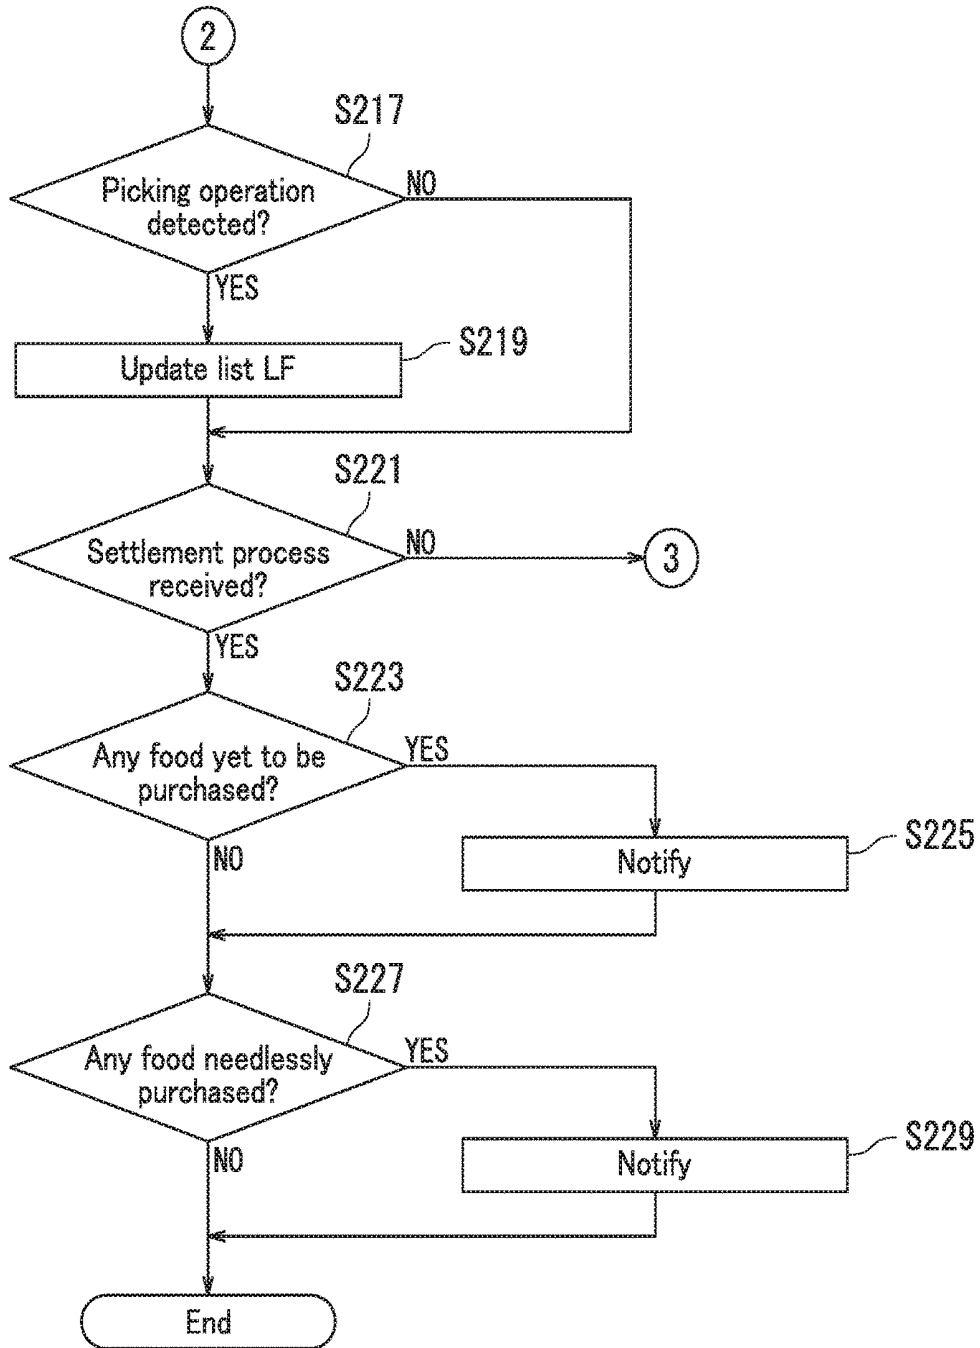 2
S217
Picking operation
detected?
NO
YES
S219
Update list LF
S221
Settlement process
received?
NO
3
YES
S223
Any food yet to be
purchased?
YES
NO
S225
Notify
S227
Any food needlessly
purchased?
YES
NO
S229
Notify
End